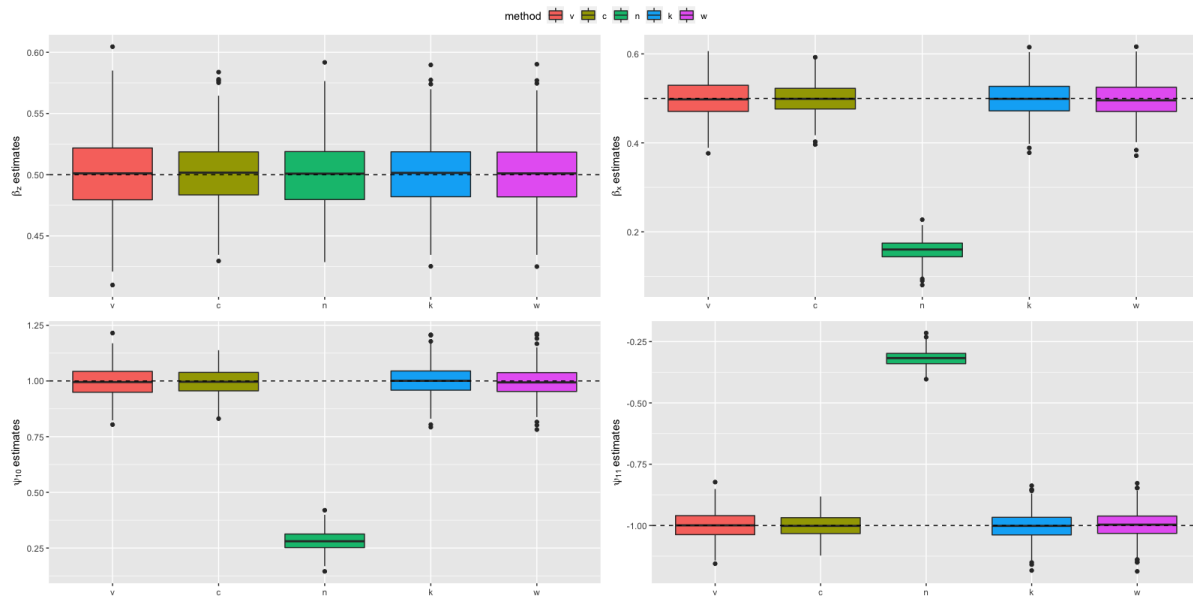 method v c n k w
0.60
0.55
0.50
0.45
βz estimates
v c n k w
0.6
0.4
0.2
βx estimates
v c n k w
1.25
1.00
0.75
0.50
0.25
ψ10 estimates
v c n k w
-0.25
-0.50
-0.75
-1.00
ψ11 estimates
v c n k w